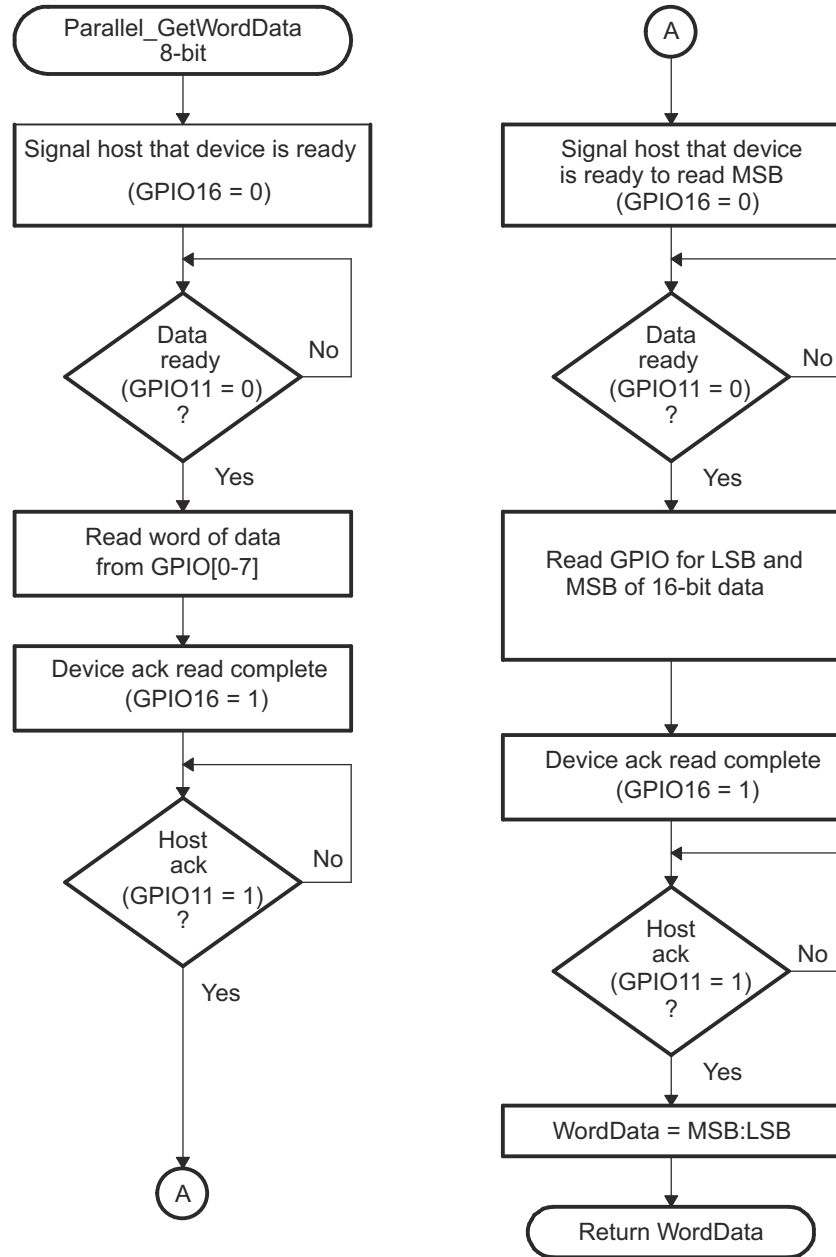 Parallel_GetWordData
8-bit
Signal host that device is ready
(GPIO16 = 0)
Data
ready
(GPIO11 = 0)
?
No
Yes
Read word of data
from GPIO[0-7]
Device ack read complete
(GPIO16 = 1)
Host
ack
(GPIO11 = 1)
?
No
Yes
A
A
Signal host that device
is ready to read MSB
(GPIO16 = 0)
Data
ready
(GPIO11 = 0)
?
No
Yes
Read GPIO for LSB and
MSB of 16-bit data
Device ack read complete
(GPIO16 = 1)
Host
ack
(GPIO11 = 1)
?
No
Yes
WordData = MSB:LSB
Return WordData